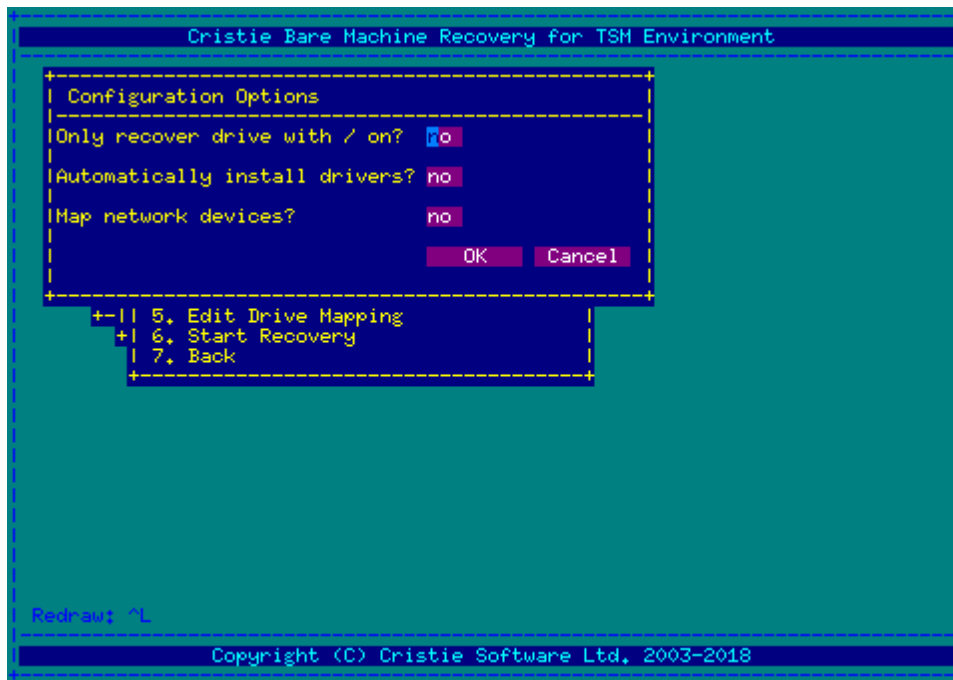 Cristie Bare Machine Recovery for TSM Environment
Configuration Options
Only recover drive with / on? no
Automatically install drivers? no
Map network devices? no
OK Cancel
5. Edit Drive Mapping
6. Start Recovery
7. Back
Redraw: ^L
Copyright (C) Cristie Software Ltd. 2003-2018